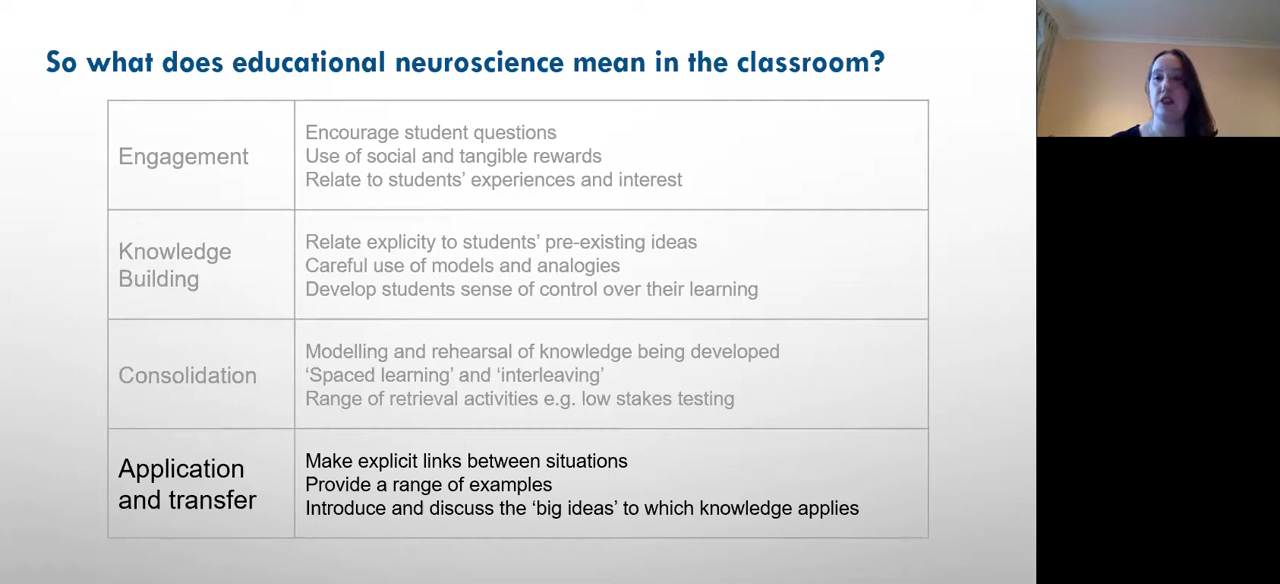 So what does educational neuroscience mean in the classroom?
Engagement
Encourage student questions
Use of social and tangible rewards
Relate to students’ experiences and interest
Knowledge
Building
Relate explicity to students’ pre-existing ideas
Careful use of models and analogies
Develop students sense of control over their learning
Consolidation
Modelling and rehearsal of knowledge being developed
‘Spaced learning’ and ‘interleaving’
Range of retrieval activities e.g. low stakes testing
Application
and transfer
Make explicit links between situations
Provide a range of examples
Introduce and discuss the ‘big ideas’ to which knowledge applies